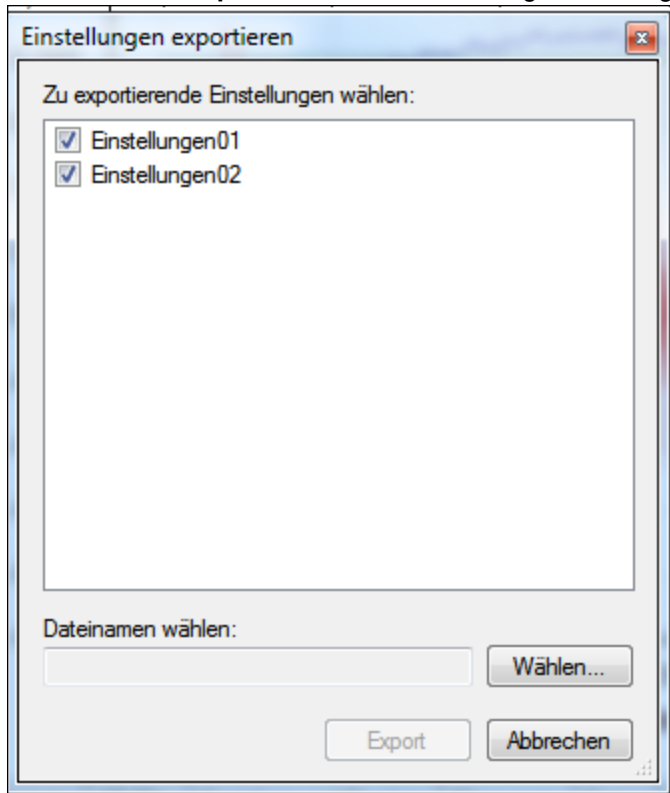 Einstellungen exportieren
Zu exportierende Einstellungen wählen:
Einstellungen01
Einstellungen02
Dateinamen wählen:
Wählen...
Export
Abbrechen